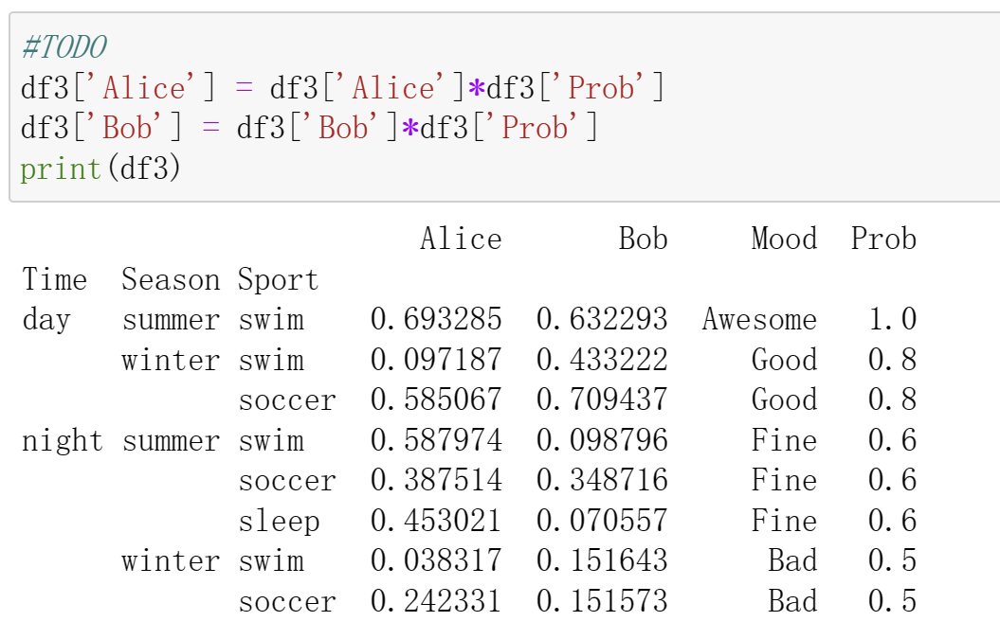 #TODO
df3['Alice'] = df3['Alice']*df3['Prob']
df3['Bob'] = df3['Bob']*df3['Prob']
print(df3)
Alice Bob Mood Prob
Time Season Sport
day summer swim 0.693285 0.632293 Awesome 1.0
winter swim 0.097187 0.433222 Good 0.8
soccer 0.585067 0.709437 Good 0.8
night summer swim 0.587974 0.098796 Fine 0.6
soccer 0.387514 0.348716 Fine 0.6
sleep 0.453021 0.070557 Fine 0.6
winter swim 0.038317 0.151643 Bad 0.5
soccer 0.242331 0.151573 Bad 0.5